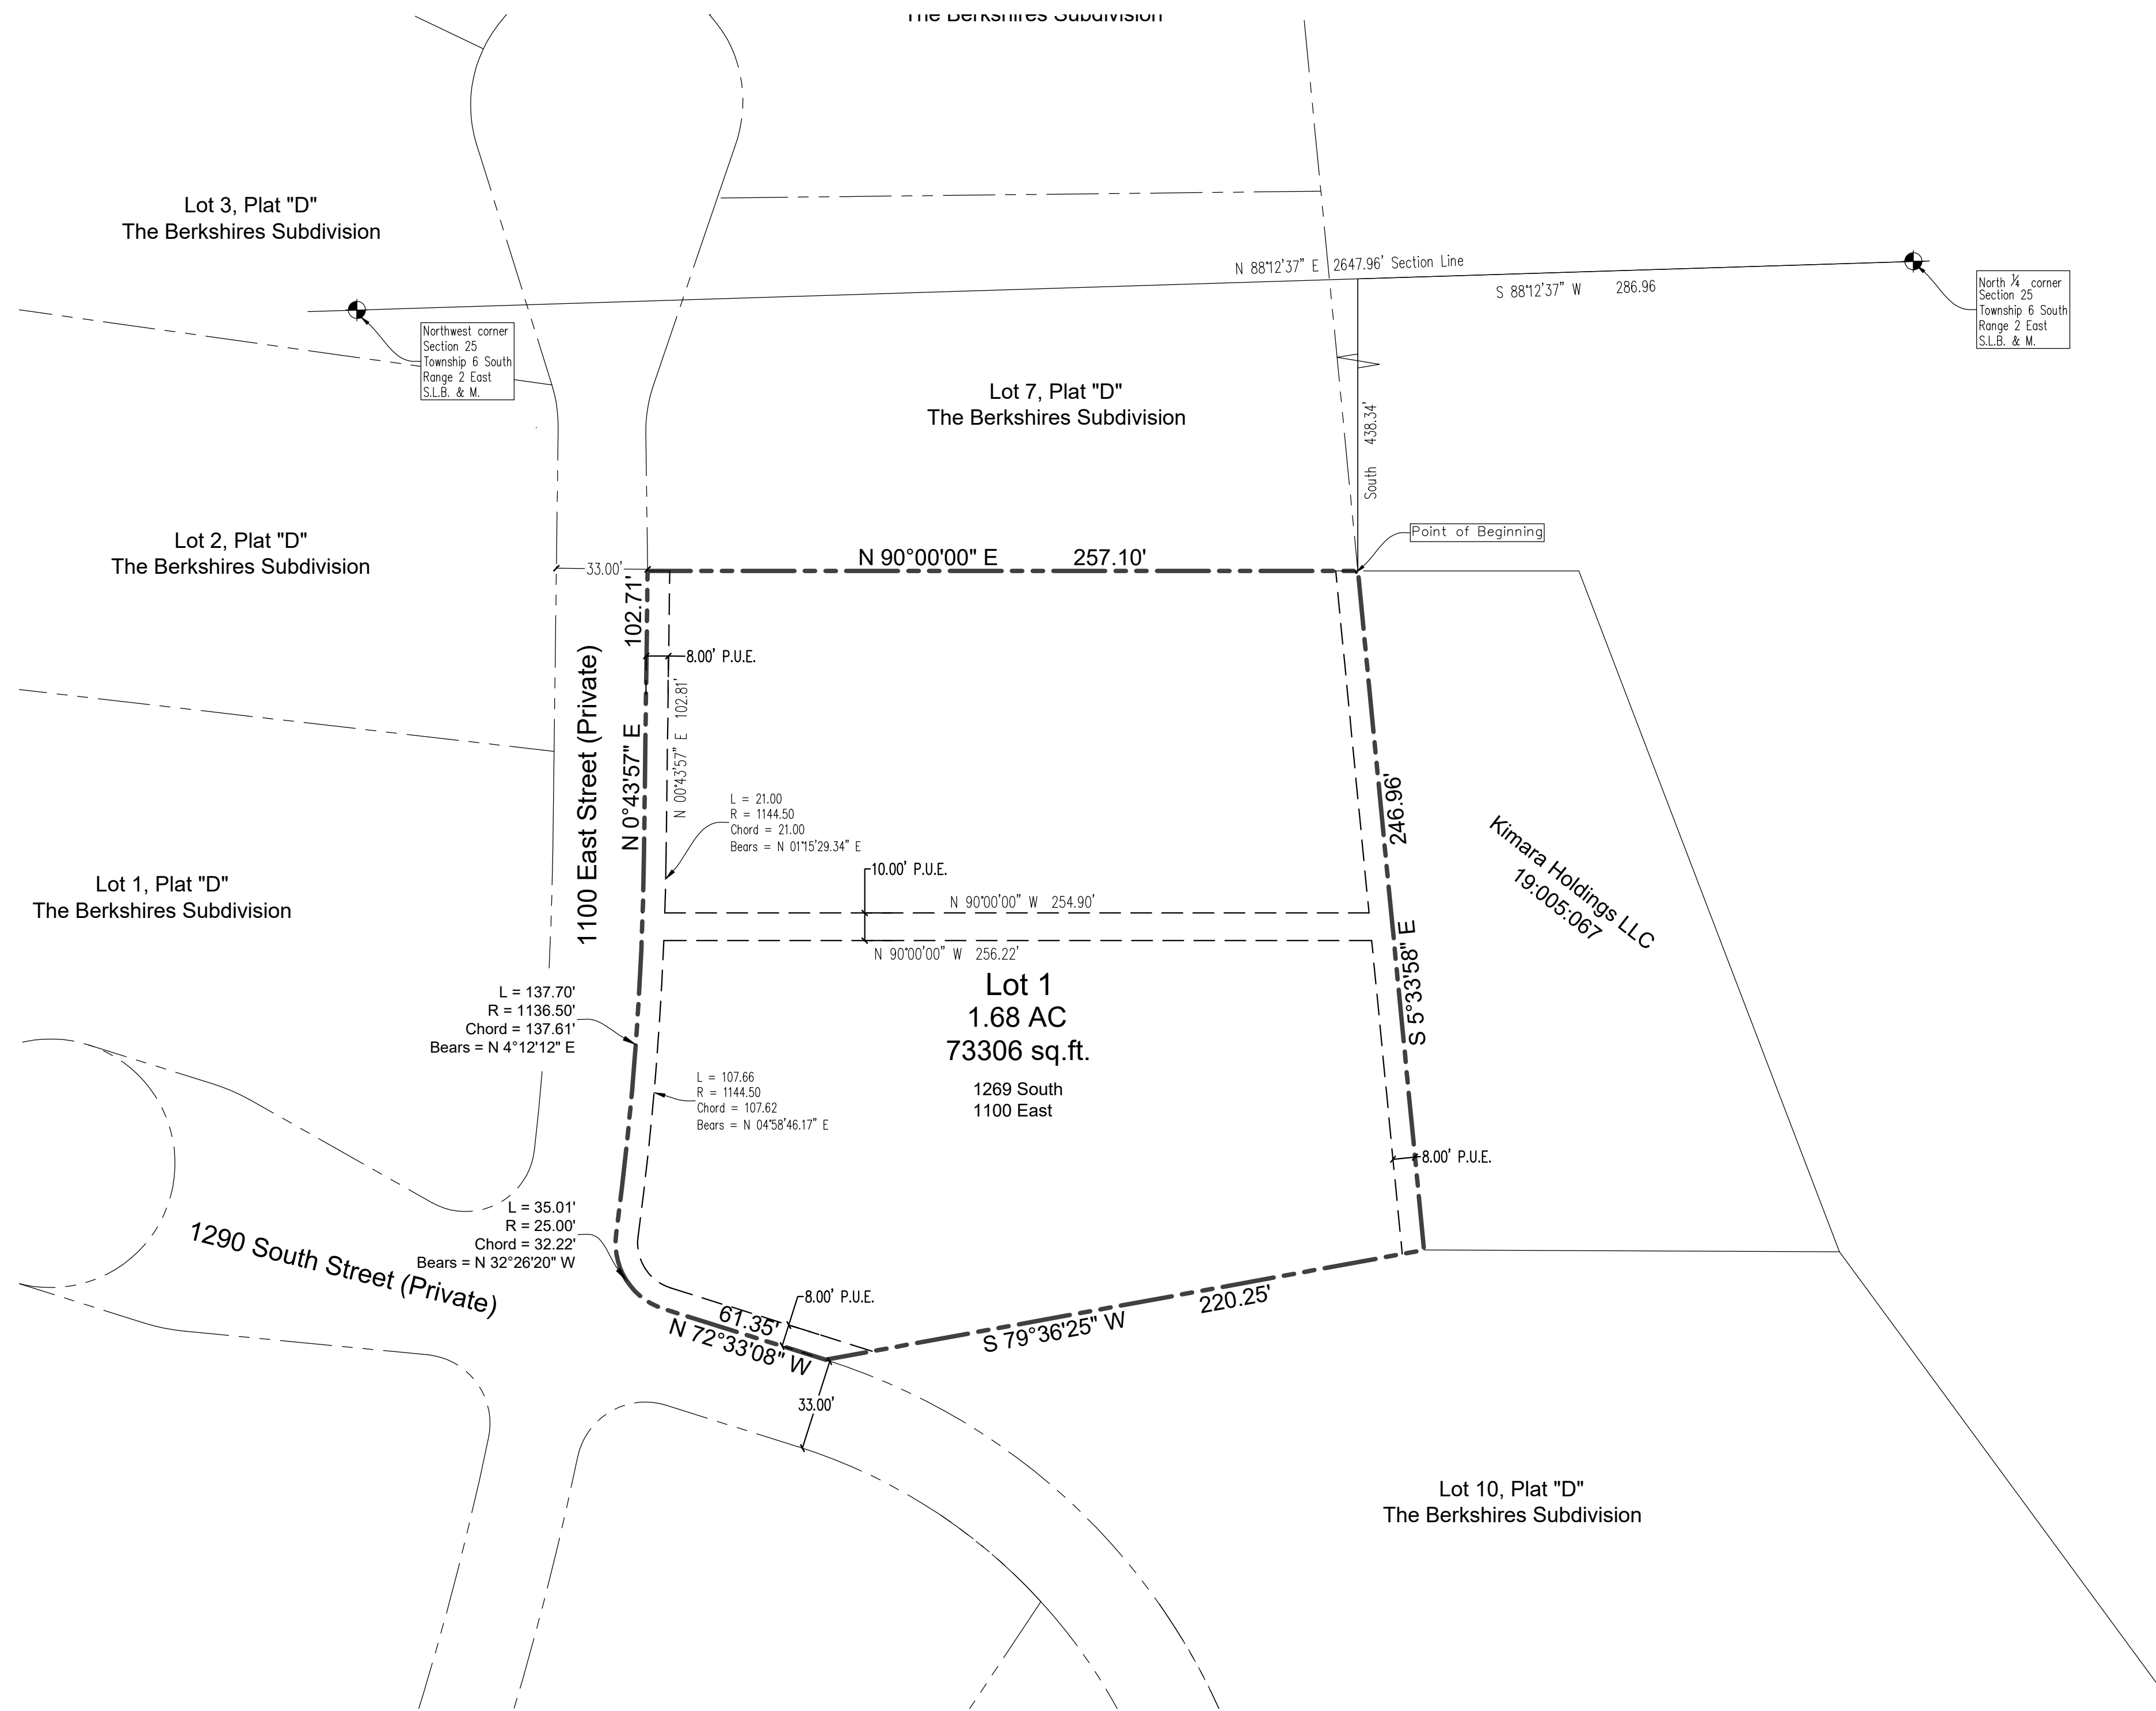 The Berkshires Subdivision
Lot 3, Plat "D"
The Berkshires Subdivision
N 88°12'37" E 2647.96' Section Line
S 88°12'37" W 286.96
North ¼ corner
Section 25
Township 6 South
Range 2 East
S.L.B. & M.
Northwest corner
Section 25
Township 6 South
Range 2 East
S.L.B. & M.
Lot 7, Plat "D"
The Berkshires Subdivision
South 438.34'
Point of Beginning
Lot 2, Plat "D"
The Berkshires Subdivision
33.00'
N 90°00'00" E 257.10'
102.71'
N 0°43'57" E
8.00' P.U.E.
N 00°43'57" E 102.81'
1100 East Street (Private)
L = 21.00
R = 1144.50
Chord = 21.00
Bears = N 01°15'29.34" E
10.00' P.U.E.
N 90°00'00" W 254.90'
N 90°00'00" W 256.22'
246.96'
S 5°33'58" E
Kimara Holdings LLC
19:005:067
Lot 1, Plat "D"
The Berkshires Subdivision
Lot 1
1.68 AC
73306 sq.ft.
1269 South
1100 East
L = 137.70'
R = 1136.50'
Chord = 137.61'
Bears = N 4°12'12" E
L = 107.66
R = 1144.50
Chord = 107.62
Bears = N 04°58'46.17" E
8.00' P.U.E.
L = 35.01'
R = 25.00'
Chord = 32.22'
Bears = N 32°26'20" W
1290 South Street (Private)
8.00' P.U.E.
61.35'
N 72°33'08" W
220.25'
S 79°36'25" W
33.00'
Lot 10, Plat "D"
The Berkshires Subdivision